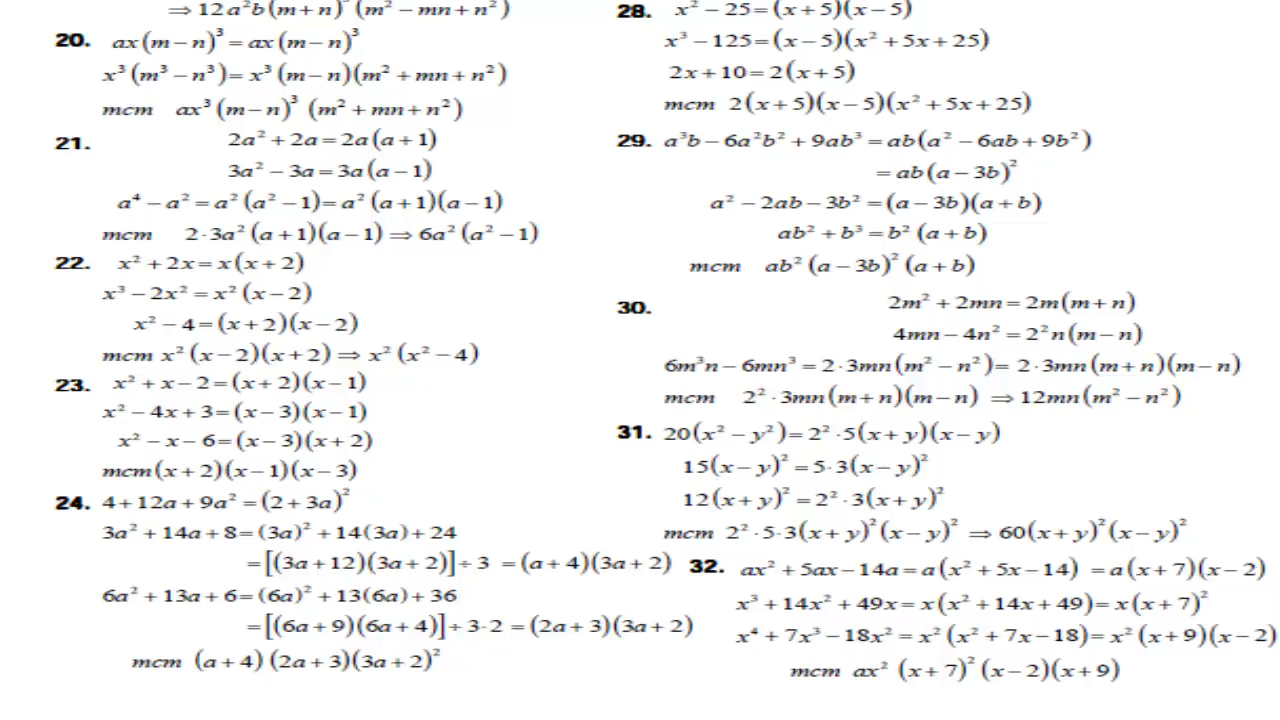 ⇒ 12a²b(m+n)² (m² − mn + n²)
20. ax(m−n)³ = ax(m−n)³
x³(m³ − n³) = x³(m−n)(m² + mn + n²)
mcm ax³(m−n)³ (m² + mn + n²)
21. 2a² + 2a = 2a(a+1)
3a² − 3a = 3a(a−1)
a⁴ − a² = a²(a² − 1) = a²(a+1)(a−1)
mcm 2·3a²(a+1)(a−1) ⇒ 6a²(a² − 1)
22. x² + 2x = x(x+2)
x³ − 2x² = x²(x−2)
x² − 4 = (x+2)(x−2)
mcm x²(x−2)(x+2) ⇒ x²(x² − 4)
23. x² + x − 2 = (x+2)(x−1)
x² − 4x + 3 = (x−3)(x−1)
x² − x − 6 = (x−3)(x+2)
mcm (x+2)(x−1)(x−3)
24. 4 + 12a + 9a² = (2+3a)²
3a² + 14a + 8 = (3a)² + 14(3a) + 24
= [(3a+12)(3a+2)] ÷ 3 = (a+4)(3a+2)
6a² + 13a + 6 = (6a)² + 13(6a) + 36
= [(6a+9)(6a+4)] ÷ 3·2 = (2a+3)(3a+2)
mcm (a+4)(2a+3)(3a+2)²
28. x² − 25 = (x+5)(x−5)
x³ − 125 = (x−5)(x² + 5x + 25)
2x + 10 = 2(x+5)
mcm 2(x+5)(x−5)(x² + 5x + 25)
29. a³b − 6a²b² + 9ab³ = ab(a² − 6ab + 9b²)
= ab(a − 3b)²
a² − 2ab − 3b² = (a − 3b)(a + b)
ab² + b³ = b²(a + b)
mcm ab²(a − 3b)²(a + b)
30. 2m² + 2mn = 2m(m+n)
4mn − 4n² = 2²n(m−n)
6m³n − 6mn³ = 2·3mn(m² − n²) = 2·3mn(m+n)(m−n)
mcm 2²·3mn(m+n)(m−n) ⇒ 12mn(m² − n²)
31. 20(x² − y²) = 2²·5(x+y)(x−y)
15(x−y)² = 5·3(x−y)²
12(x+y)² = 2²·3(x+y)²
mcm 2²·5·3(x+y)²(x−y)² ⇒ 60(x+y)²(x−y)²
32. ax² + 5ax − 14a = a(x² + 5x − 14) = a(x+7)(x−2)
x³ + 14x² + 49x = x(x² + 14x + 49) = x(x+7)²
x⁴ + 7x³ − 18x² = x²(x² + 7x − 18) = x²(x+9)(x−2)
mcm ax² (x+7)²(x−2)(x+9)